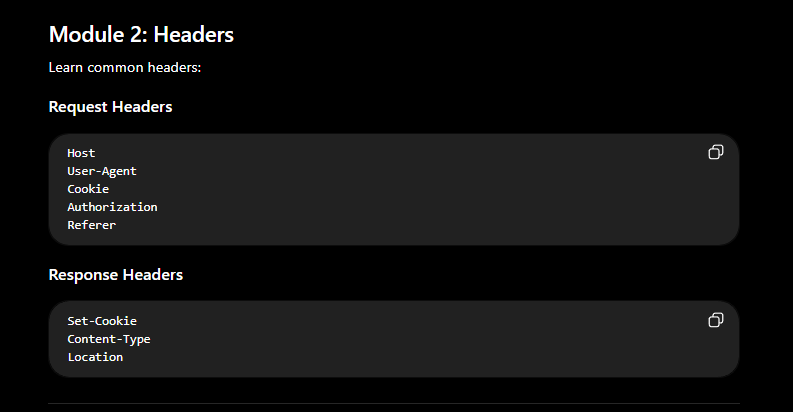 Module 2: Headers
Learn common headers:
Request Headers
Host
User-Agent
Cookie
Authorization
Referer
Response Headers
Set-Cookie
Content-Type
Location